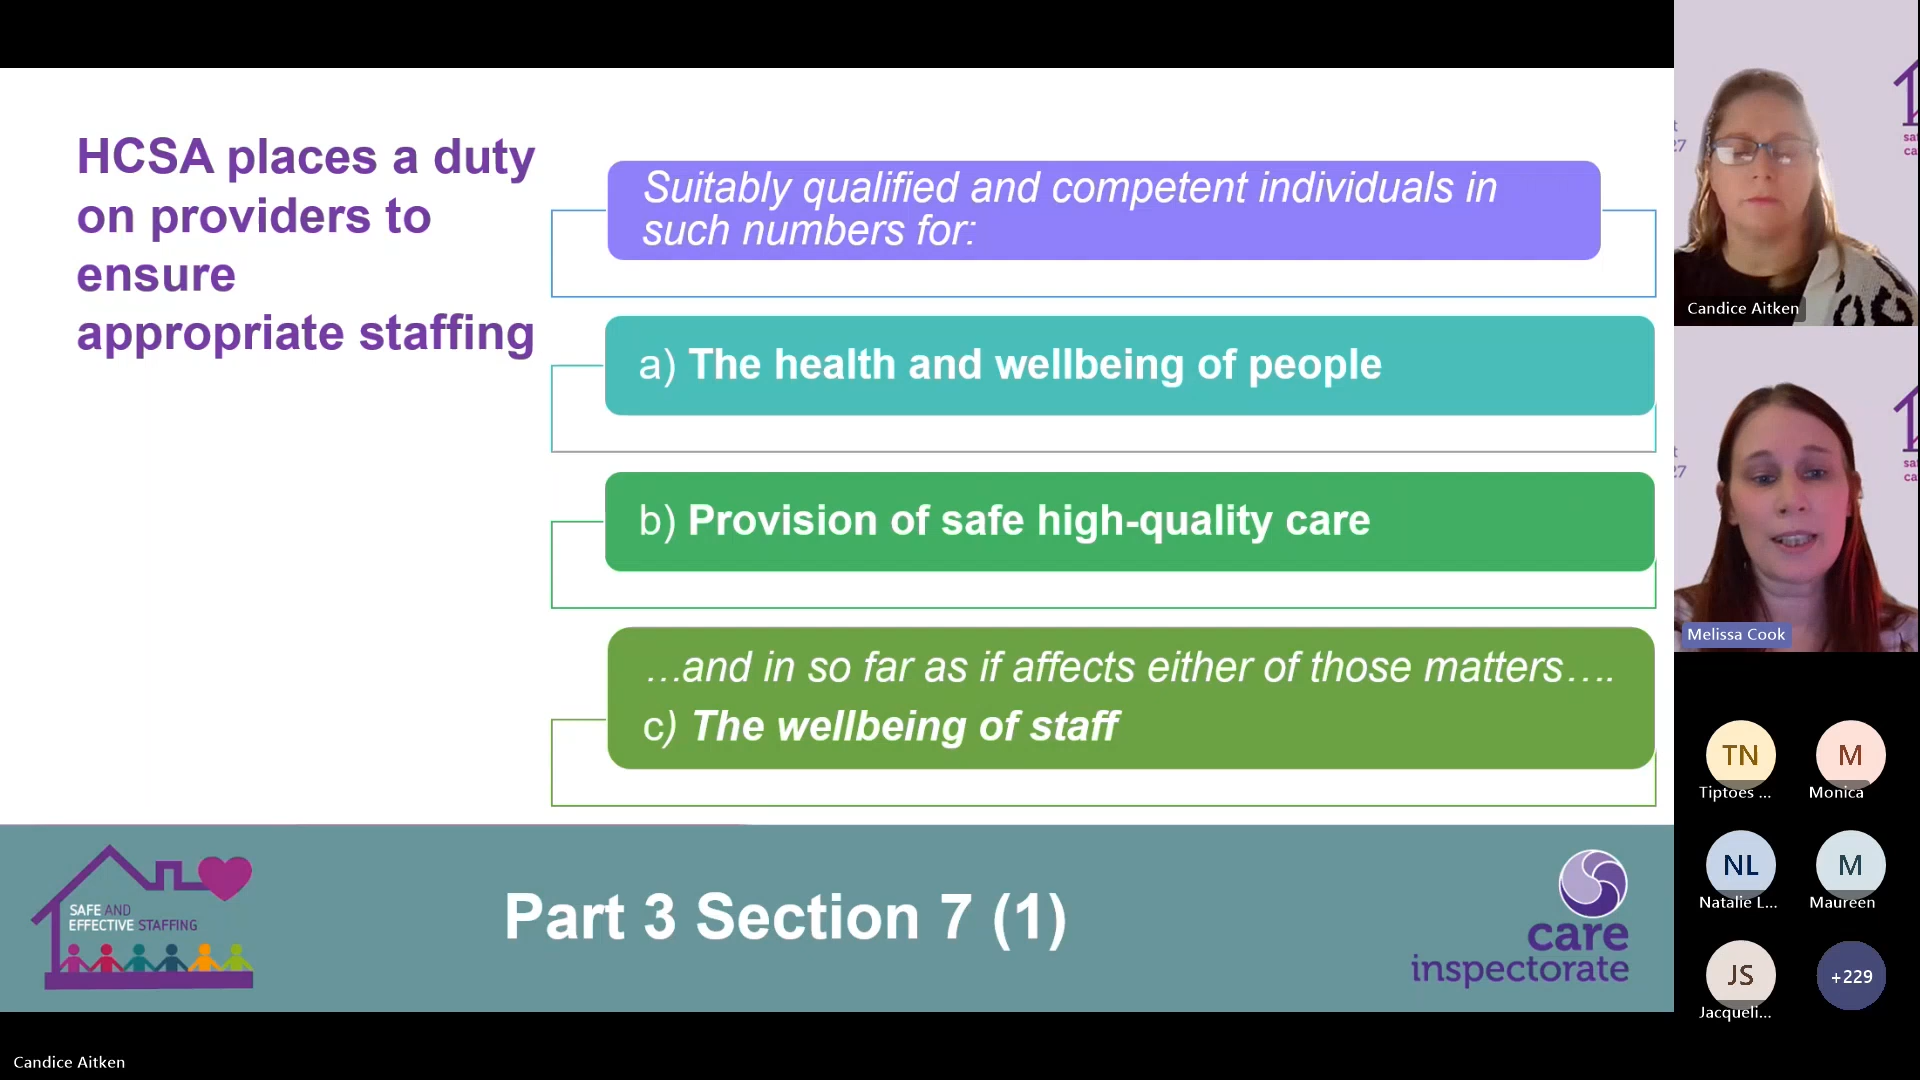 HCSA places a duty
on providers to
ensure
appropriate staffing
Suitably qualified and competent individuals in
such numbers for:
a) The health and wellbeing of people
b) Provision of safe high-quality care
…and in so far as if affects either of those matters….
c) The wellbeing of staff
SAFE AND
EFFECTIVE STAFFING
Part 3 Section 7 (1)
care
inspectorate
Candice Aitken
Melissa Cook
TN
Tiptoes ...
M
Monica
NL
Natalie L...
M
Maureen
JS
Jacqueli...
+229
Candice Aitken